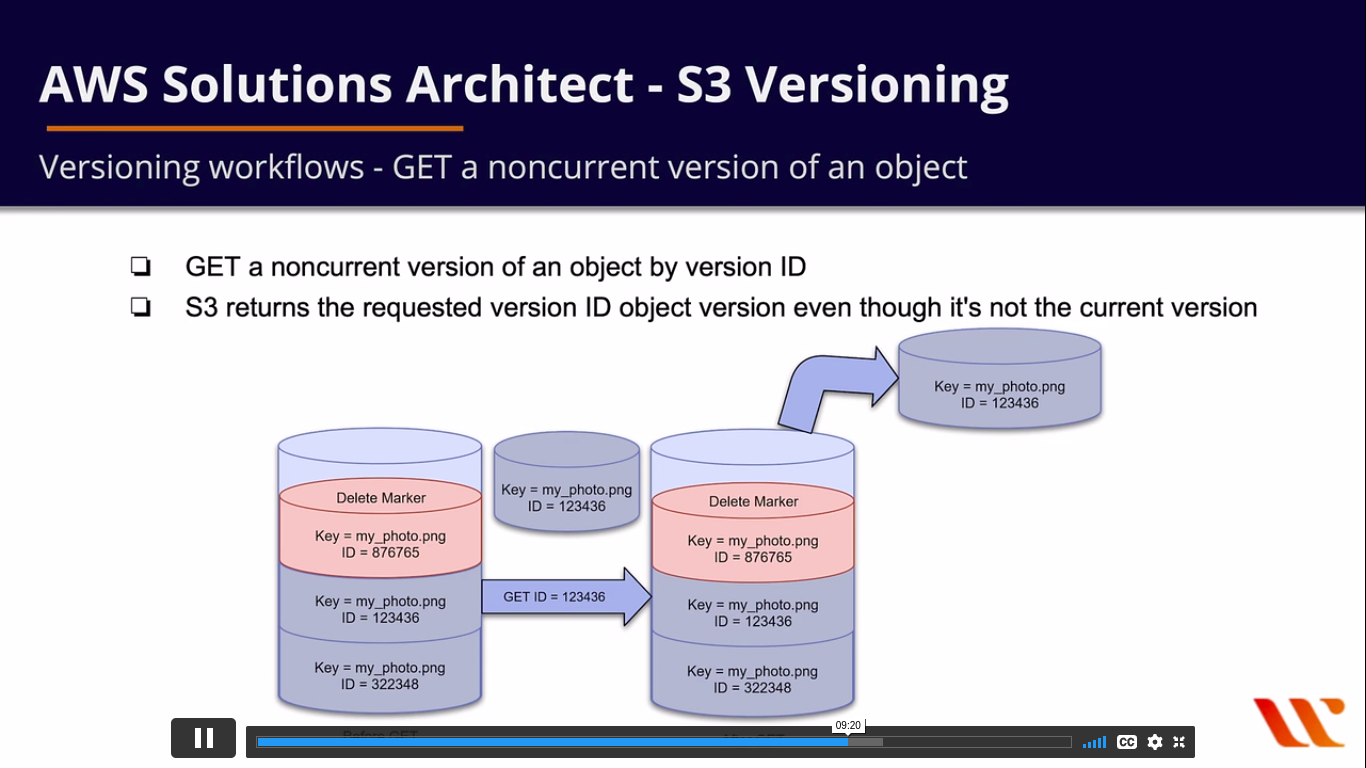 AWS Solutions Architect - S3 Versioning
Versioning workflows - GET a noncurrent version of an object
❏ GET a noncurrent version of an object by version ID
❏ S3 returns the requested version ID object version even though it's not the current version
Key = my_photo.png
ID = 123436
Delete Marker
Key = my_photo.png
ID = 876765
Key = my_photo.png
ID = 123436
Key = my_photo.png
ID = 322348
Key = my_photo.png
ID = 123436
GET ID = 123436
Delete Marker
Key = my_photo.png
ID = 876765
Key = my_photo.png
ID = 123436
Key = my_photo.png
ID = 322348
Before GET
09:20
CC